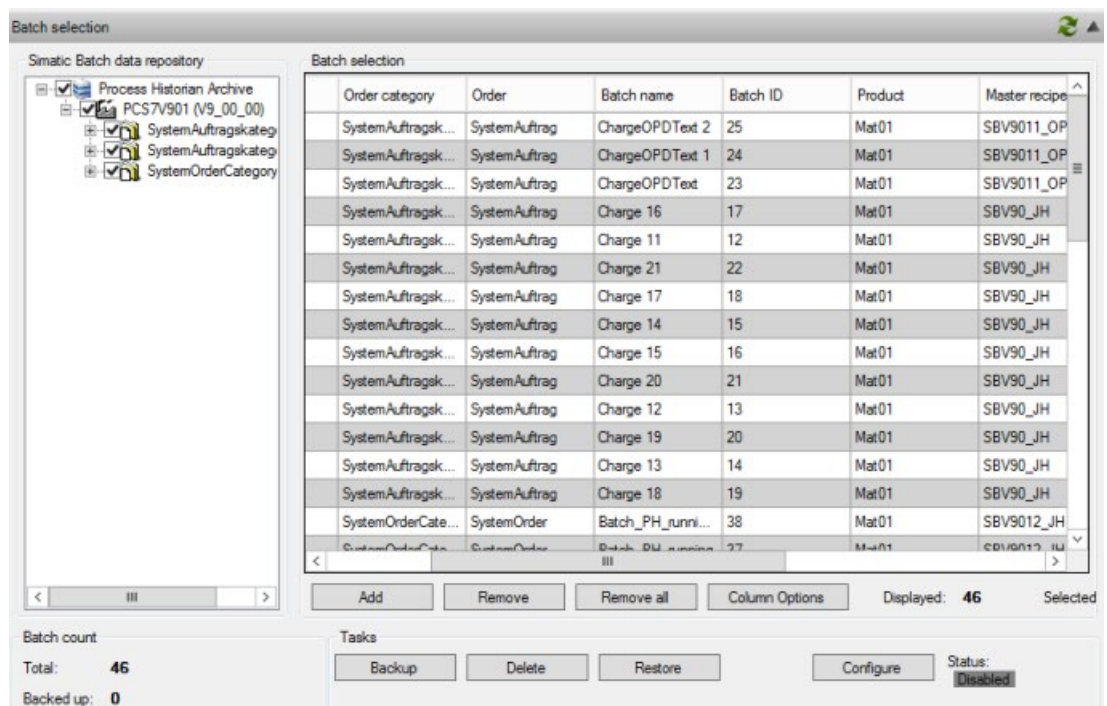 Batch selection
Simatic Batch data repository
Process Historian Archive
PCS7V901 (V9_00_00)
SystemAuftragskateg
SystemAuftragskateg
SystemOrderCategory
Batch selection
Order category Order Batch name Batch ID Product Master recipe
SystemAuftragsk... SystemAuftrag ChargeOPDText 2 25 Mat01 SBV9011_OP
SystemAuftragsk... SystemAuftrag ChargeOPDText 1 24 Mat01 SBV9011_OP
SystemAuftragsk... SystemAuftrag ChargeOPDText 23 Mat01 SBV9011_OP
SystemAuftragsk... SystemAuftrag Charge 16 17 Mat01 SBV90_JH
SystemAuftragsk... SystemAuftrag Charge 11 12 Mat01 SBV90_JH
SystemAuftragsk... SystemAuftrag Charge 21 22 Mat01 SBV90_JH
SystemAuftragsk... SystemAuftrag Charge 17 18 Mat01 SBV90_JH
SystemAuftragsk... SystemAuftrag Charge 14 15 Mat01 SBV90_JH
SystemAuftragsk... SystemAuftrag Charge 15 16 Mat01 SBV90_JH
SystemAuftragsk... SystemAuftrag Charge 20 21 Mat01 SBV90_JH
SystemAuftragsk... SystemAuftrag Charge 12 13 Mat01 SBV90_JH
SystemAuftragsk... SystemAuftrag Charge 19 20 Mat01 SBV90_JH
SystemAuftragsk... SystemAuftrag Charge 13 14 Mat01 SBV90_JH
SystemAuftragsk... SystemAuftrag Charge 18 19 Mat01 SBV90_JH
SystemOrderCate... SystemOrder Batch_PH_runni... 38 Mat01 SBV9012_JH
SystemOrderCate... SystemOrder Batch_PH_running 37 Mat01 SBV9012_JH
Add Remove Remove all Column Options Displayed: 46 Selected
Batch count
Total: 46
Backed up: 0
Tasks
Backup Delete Restore Configure Status:
Disabled